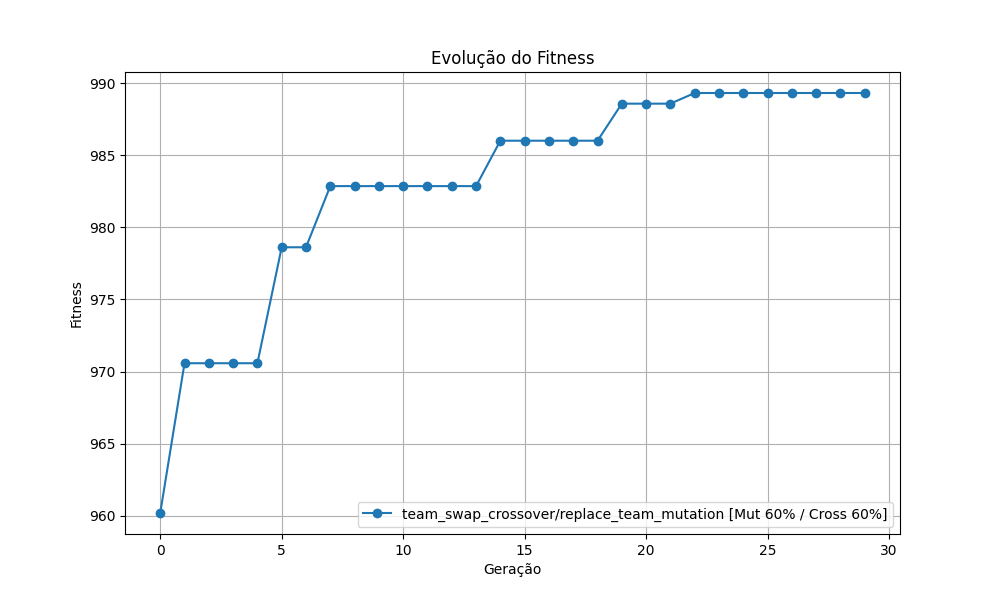 Evolução do Fitness
Fitness
990
985
980
975
970
965
960
team_swap_crossover/replace_team_mutation [Mut 60% / Cross 60%]
0 5 10 15 20 25 30
Geração